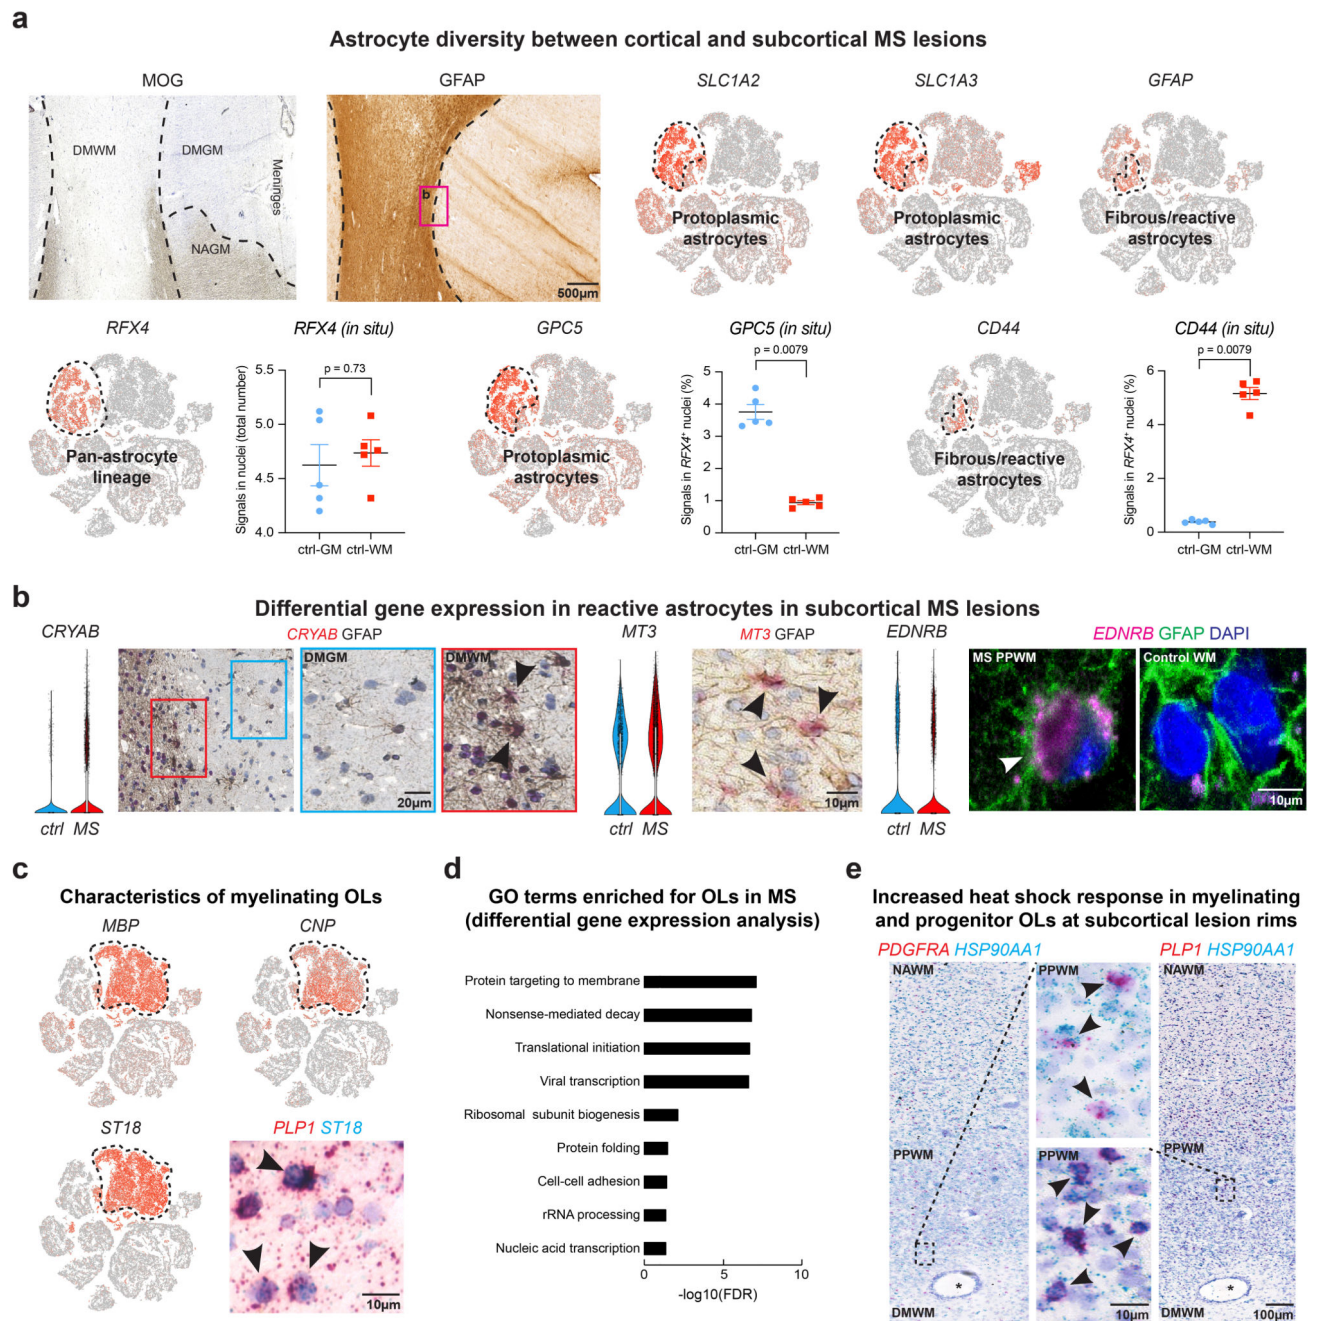 a
Astrocyte diversity between cortical and subcortical MS lesions
MOG
GFAP
SLC1A2
SLC1A3
GFAP
DMWM
DMGM
Meninges
NAGM
b
500µm
Protoplasmic
astrocytes
Protoplasmic
astrocytes
Fibrous/reactive
astrocytes
RFX4
Pan-astrocyte
lineage
RFX4 (in situ)
p = 0.73
Signals in nuclei (total number)
5.5
5.0
4.5
4.0
ctrl-GM ctrl-WM
GPC5
Protoplasmic
astrocytes
GPC5 (in situ)
p = 0.0079
Signals in RFX4+ nuclei (%)
5
4
3
2
1
0
ctrl-GM ctrl-WM
CD44
Fibrous/reactive
astrocytes
CD44 (in situ)
p = 0.0079
Signals in RFX4+ nuclei (%)
6
4
2
0
ctrl-GM ctrl-WM
b
Differential gene expression in reactive astrocytes in subcortical MS lesions
CRYAB
ctrl MS
CRYAB GFAP
DMGM
20µm
DMWM
MT3
ctrl MS
MT3 GFAP
10µm
EDNRB
ctrl MS
EDNRB GFAP DAPI
MS PPWM
Control WM
10µm
c
Characteristics of myelinating OLs
MBP
CNP
ST18
PLP1 ST18
10µm
d
GO terms enriched for OLs in MS
(differential gene expression analysis)
Protein targeting to membrane
Nonsense-mediated decay
Translational initiation
Viral transcription
Ribosomal subunit biogenesis
Protein folding
Cell-cell adhesion
rRNA processing
Nucleic acid transcription
0 5 10
-log10(FDR)
e
Increased heat shock response in myelinating
and progenitor OLs at subcortical lesion rims
PDGFRA HSP90AA1
PLP1 HSP90AA1
NAWM
PPWM
*
DMWM
PPWM
PPWM
10µm
NAWM
PPWM
*
DMWM
100µm